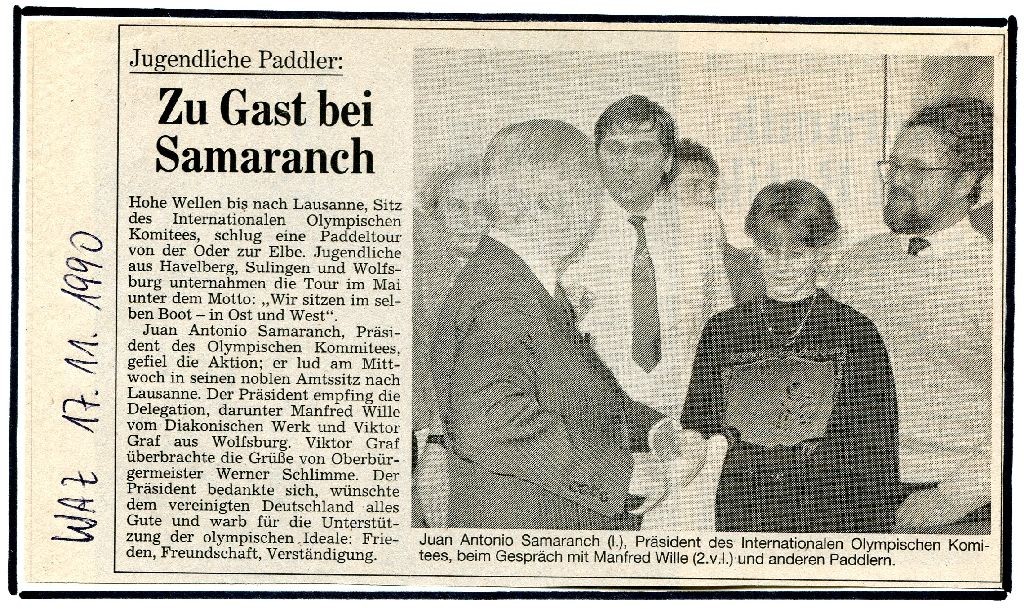 Jugendliche Paddler:
Zu Gast bei
Samaranch
Hohe Wellen bis nach Lausanne, Sitz
des Internationalen Olympischen
Komitees, schlug eine Paddeltour
von der Oder zur Elbe. Jugendliche
aus Havelberg, Sulingen und Wolfs-
burg unternahmen die Tour im Mai
unter dem Motto: „Wir sitzen im sel-
ben Boot – in Ost und West“.
Juan Antonio Samaranch, Präsi-
dent des Olympischen Kommitees,
gefiel die Aktion; er lud am Mitt-
woch in seinen noblen Amtssitz nach
Lausanne. Der Präsident empfing die
Delegation, darunter Manfred Wille
vom Diakonischen Werk und Viktor
Graf aus Wolfsburg. Viktor Graf
überbrachte die Grüße von Oberbür-
germeister Werner Schlimme. Der
Präsident bedankte sich, wünschte
dem vereinigten Deutschland alles
Gute und warb für die Unterstüt-
zung der olympischen Ideale: Frie-
den, Freundschaft, Verständigung.
Juan Antonio Samaranch (l.), Präsident des Internationalen Olympischen Komi-
tees, beim Gespräch mit Manfred Wille (2.v.l.) und anderen Paddlern.
WAZ 17. 11. 1990